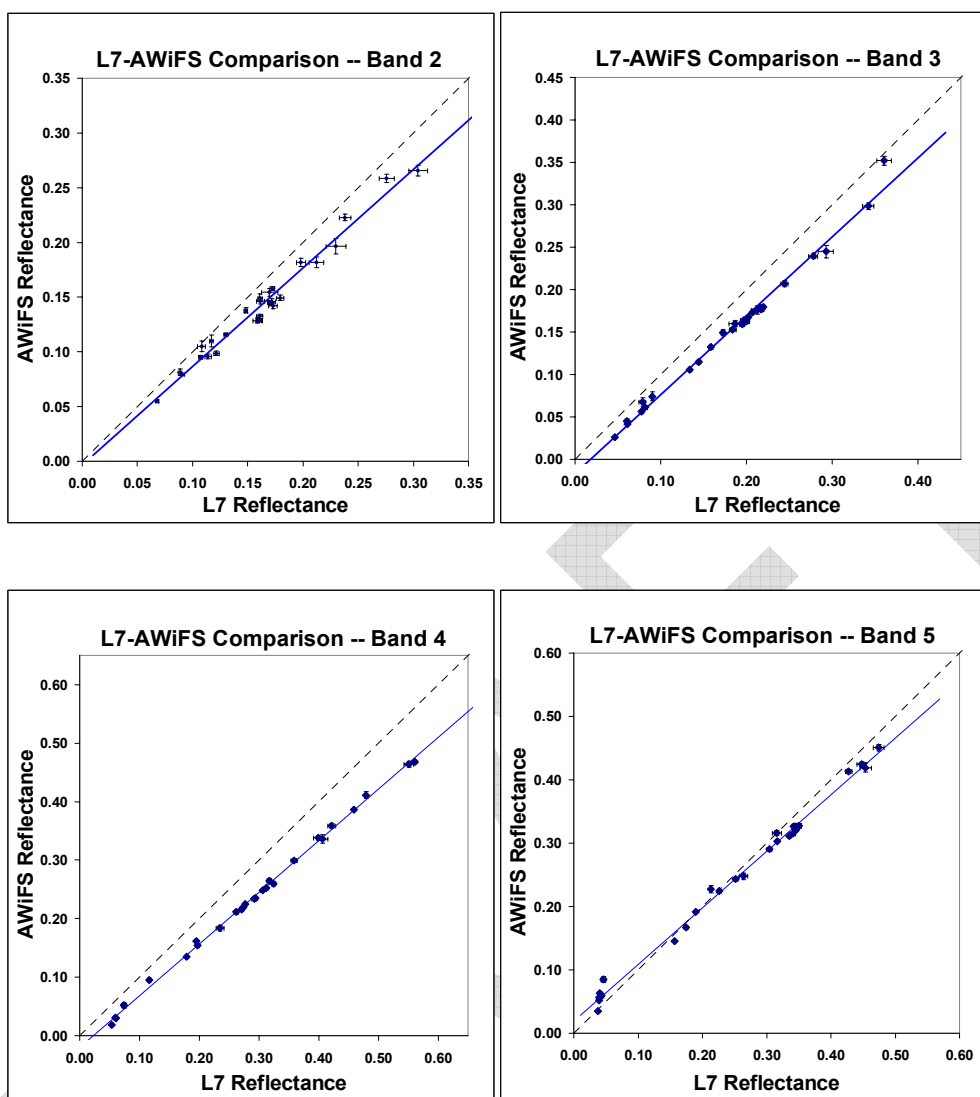 L7-AWiFS Comparison -- Band 2
0.35
0.30
0.25
0.20
0.15
0.10
0.05
0.00
AWiFS Reflectance
0.00 0.05 0.10 0.15 0.20 0.25 0.30 0.35
L7 Reflectance
L7-AWiFS Comparison -- Band 3
0.45
0.40
0.35
0.30
0.25
0.20
0.15
0.10
0.05
0.00
AWiFS Reflectance
0.00 0.10 0.20 0.30 0.40
L7 Reflectance
L7-AWiFS Comparison -- Band 4
0.60
0.50
0.40
0.30
0.20
0.10
0.00
AWiFS Reflectance
0.00 0.10 0.20 0.30 0.40 0.50 0.60
L7 Reflectance
L7-AWiFS Comparison -- Band 5
0.60
0.50
0.40
0.30
0.20
0.10
0.00
AWiFS Reflectance
0.00 0.10 0.20 0.30 0.40 0.50 0.60
L7 Reflectance